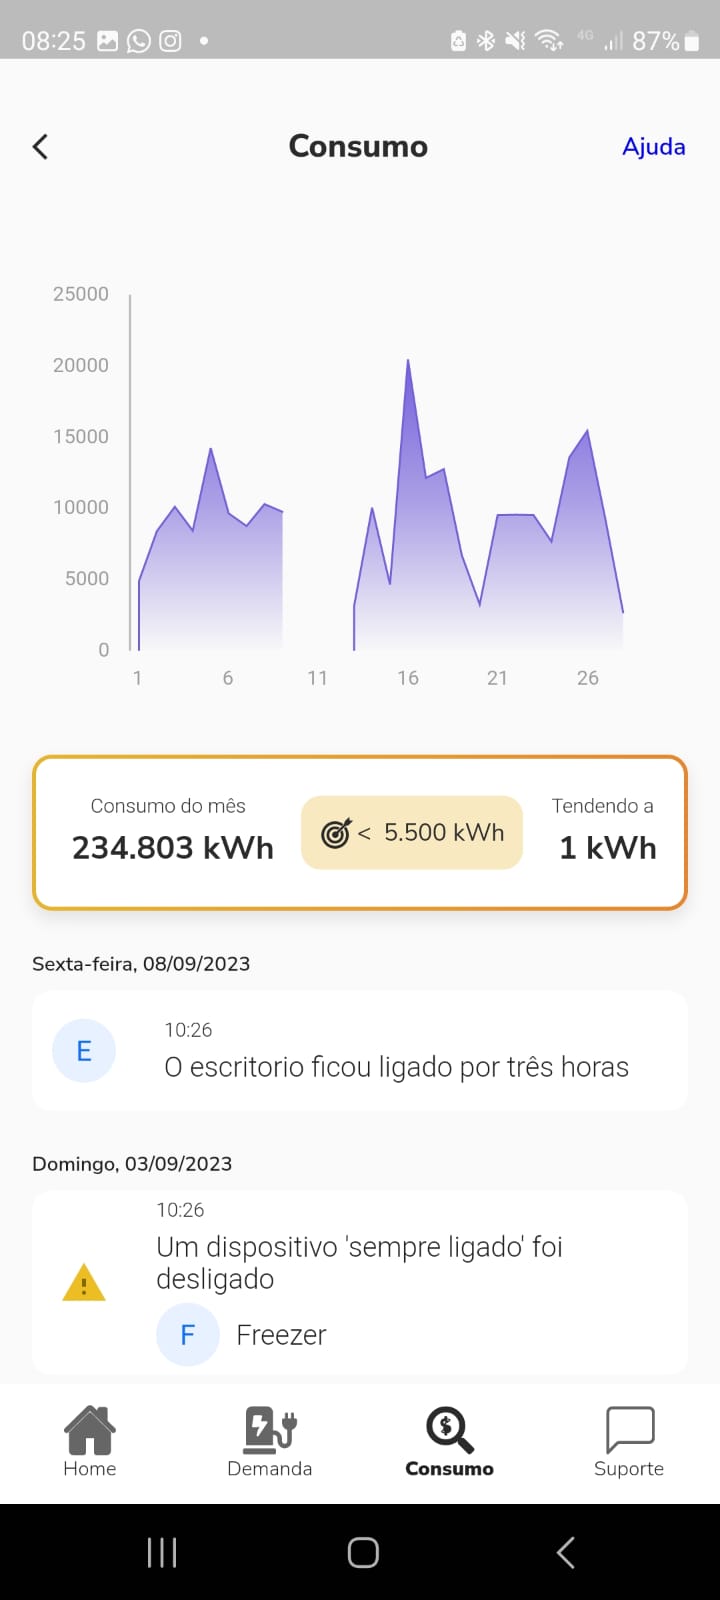 08:25 4G 87%
Consumo Ajuda
25000
20000
15000
10000
5000
0
1 6 11 16 21 26
Consumo do mês
234.803 kWh
< 5.500 kWh
Tendendo a
1 kWh
Sexta-feira, 08/09/2023
E
10:26
O escritorio ficou ligado por três horas
Domingo, 03/09/2023
10:26
Um dispositivo 'sempre ligado' foi
desligado
F Freezer
Home Demanda Consumo Suporte